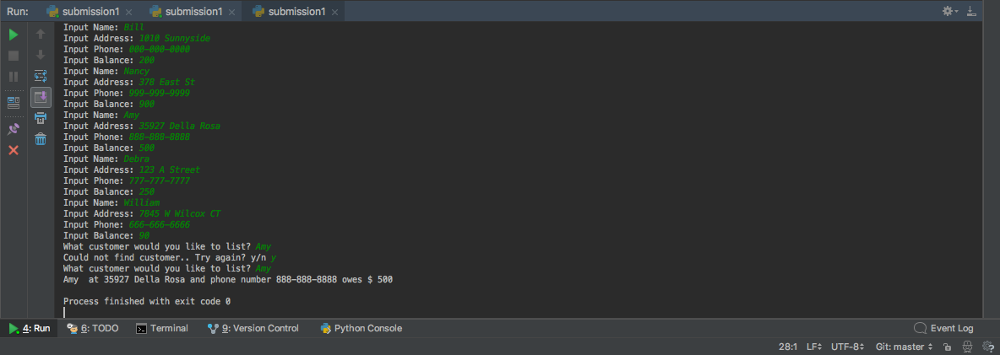 Run: submission1 submission1 submission1
Input Name: Bill
Input Address: 1010 Sunnyside
Input Phone: 000-000-0000
Input Balance: 200
Input Name: Nancy
Input Address: 378 East St
Input Phone: 999-999-9999
Input Balance: 900
Input Name: Amy
Input Address: 35927 Della Rosa
Input Phone: 888-888-8888
Input Balance: 500
Input Name: Debra
Input Address: 123 A Street
Input Phone: 777-777-7777
Input Balance: 250
Input Name: William
Input Address: 7845 W Wilcox CT
Input Phone: 666-666-6666
Input Balance: 90
What customer would you like to list? Amy
Could not find customer.. Try again? y/n y
What customer would you like to list? Amy
Amy  at 35927 Della Rosa and phone number 888-888-8888 owes $ 500
Process finished with exit code 0
4: Run 6: TODO Terminal 9: Version Control Python Console Event Log
28:1 LF UTF-8 Git: master